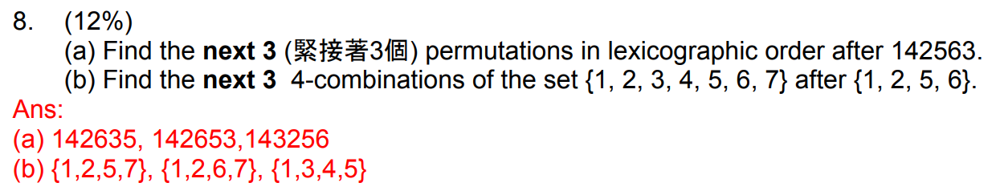 8. (12%)
(a) Find the next 3 (緊接著3個) permutations in lexicographic order after 142563.
(b) Find the next 3 4-combinations of the set {1, 2, 3, 4, 5, 6, 7} after {1, 2, 5, 6}.
Ans:
(a) 142635, 142653,143256
(b) {1,2,5,7}, {1,2,6,7}, {1,3,4,5}